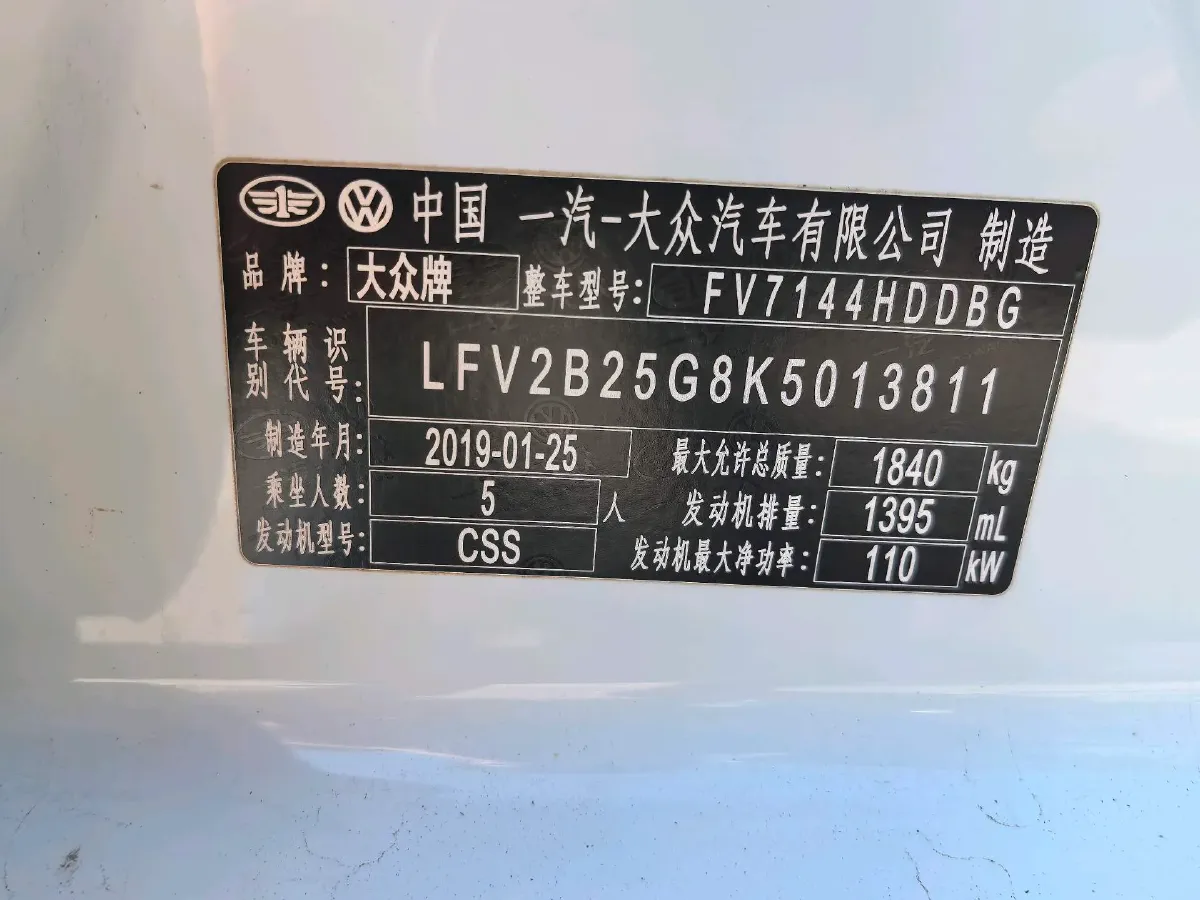 中国 一汽-大众汽车有限公司 制造
品牌: 大众牌 整车型号: FV7144HDDBG
车辆识别代号: LFV2B25G8K5013811
制造年月: 2019-01-25 最大允许总质量: 1840 kg
乘坐人数: 5 人 发动机排量: 1395 mL
发动机型号: CSS 发动机最大净功率: 110 kW